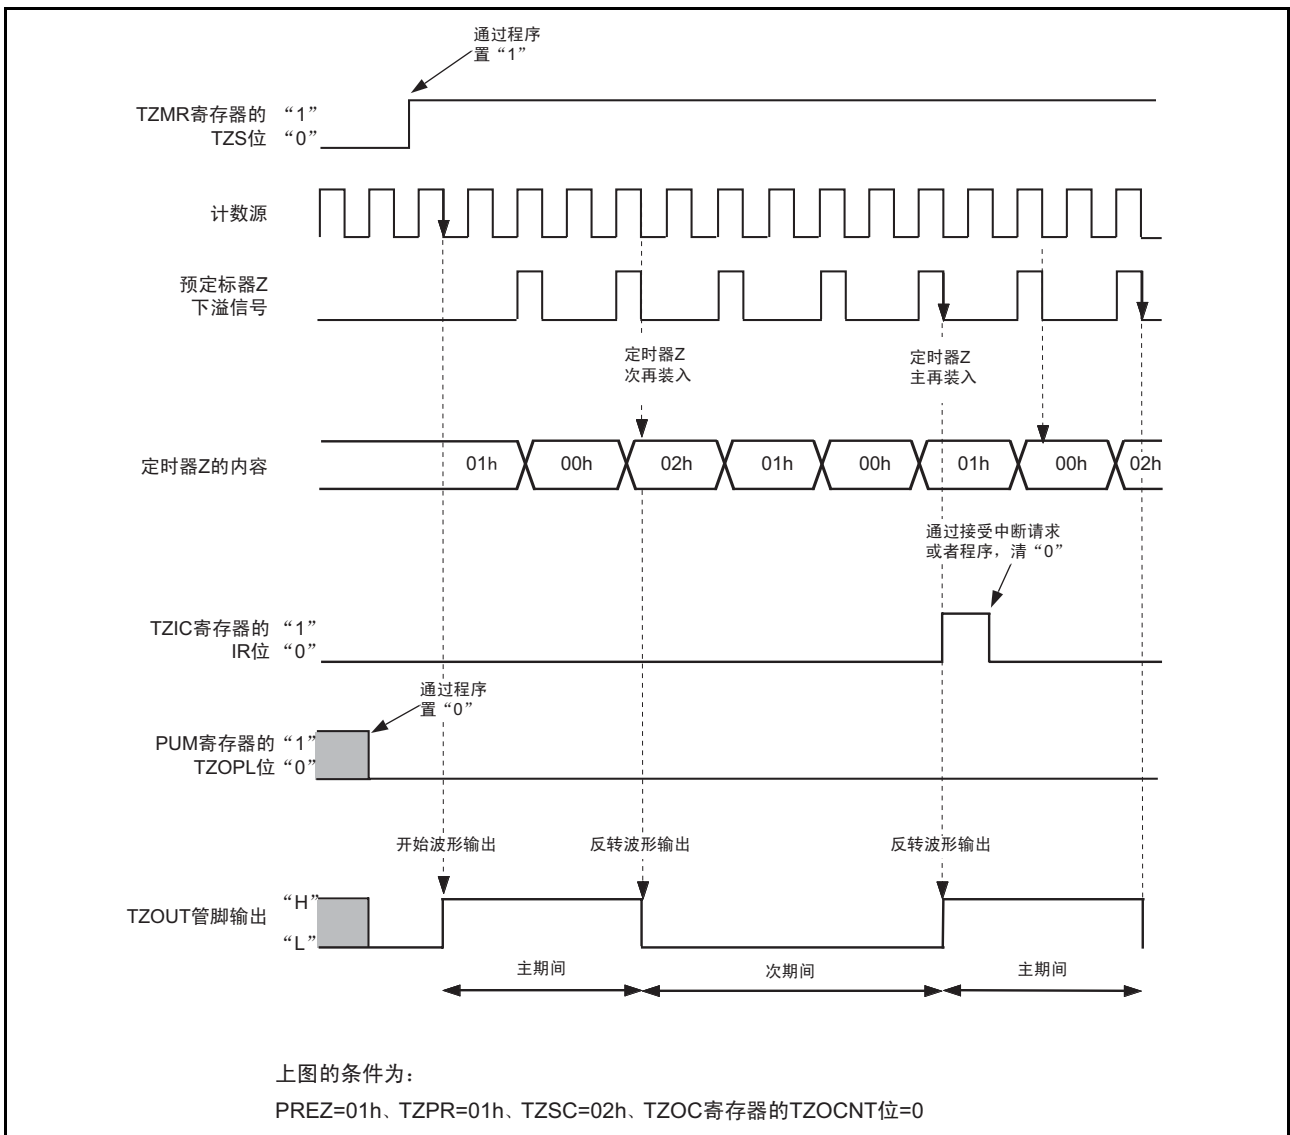 通过程序
置“1”
TZMR寄存器的 “1”
TZS位 “0”
计数源
预定标器Z
下溢信号
定时器Z
次再装入
定时器Z
主再装入
定时器Z的内容
01h 00h 02h 01h 00h 01h 00h 02h
通过接受中断请求
或者程序，清“0”
TZIC寄存器的 “1”
IR位 “0”
通过程序
置“0”
PUM寄存器的 “1”
TZOPL位 “0”
开始波形输出 反转波形输出 反转波形输出
“H”
TZOUT管脚输出
“L”
主期间 次期间 主期间
上图的条件为：
PREZ=01h、TZPR=01h、TZSC=02h、TZOC寄存器的TZOCNT位=0